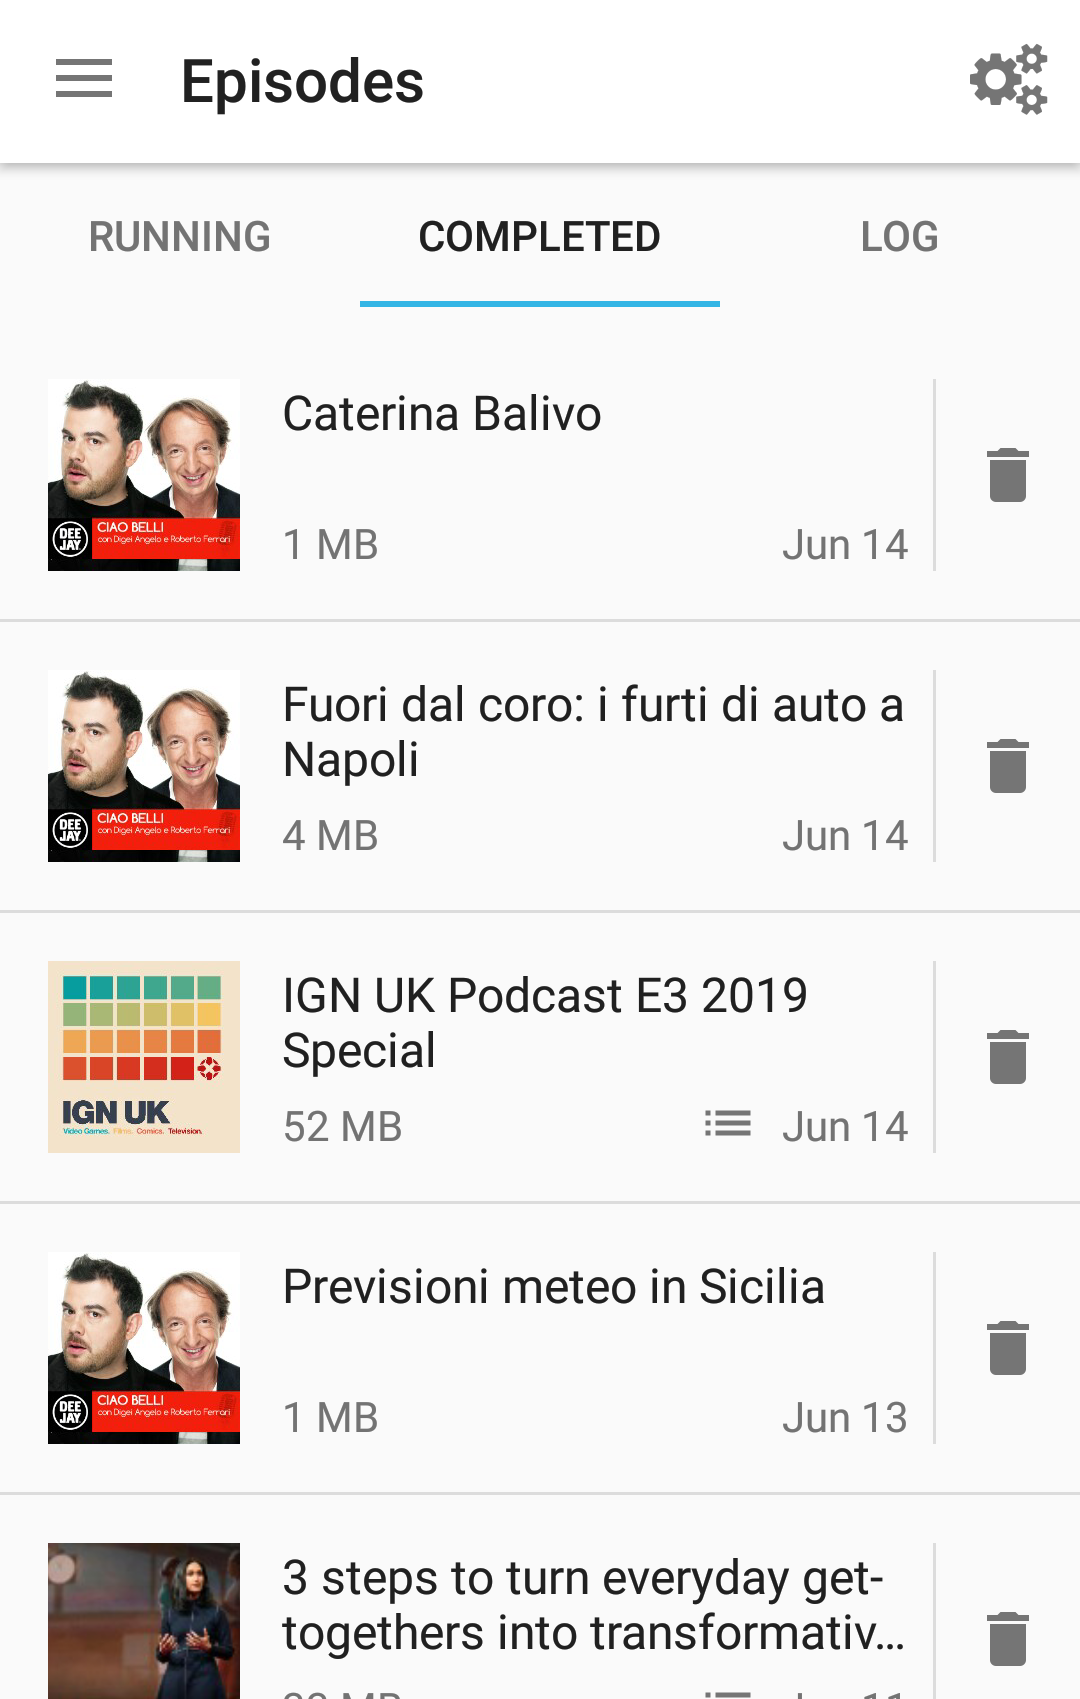 Episodes
RUNNING
COMPLETED
LOG
Caterina Balivo
CIAO BELLI
con Digei Angelo e Roberto Ferrari
DEE
JAY
1 MB
Jun 14
Fuori dal coro: i furti di auto a
Napoli
CIAO BELLI
con Digei Angelo e Roberto Ferrari
DEE
JAY
4 MB
Jun 14
IGN UK Podcast E3 2019
Special
IGN UK
Video Games. Films. Comics. Television.
52 MB
Jun 14
Previsioni meteo in Sicilia
CIAO BELLI
con Digei Angelo e Roberto Ferrari
DEE
JAY
1 MB
Jun 13
3 steps to turn everyday get-
togethers into transformativ...
MB
Jun 11